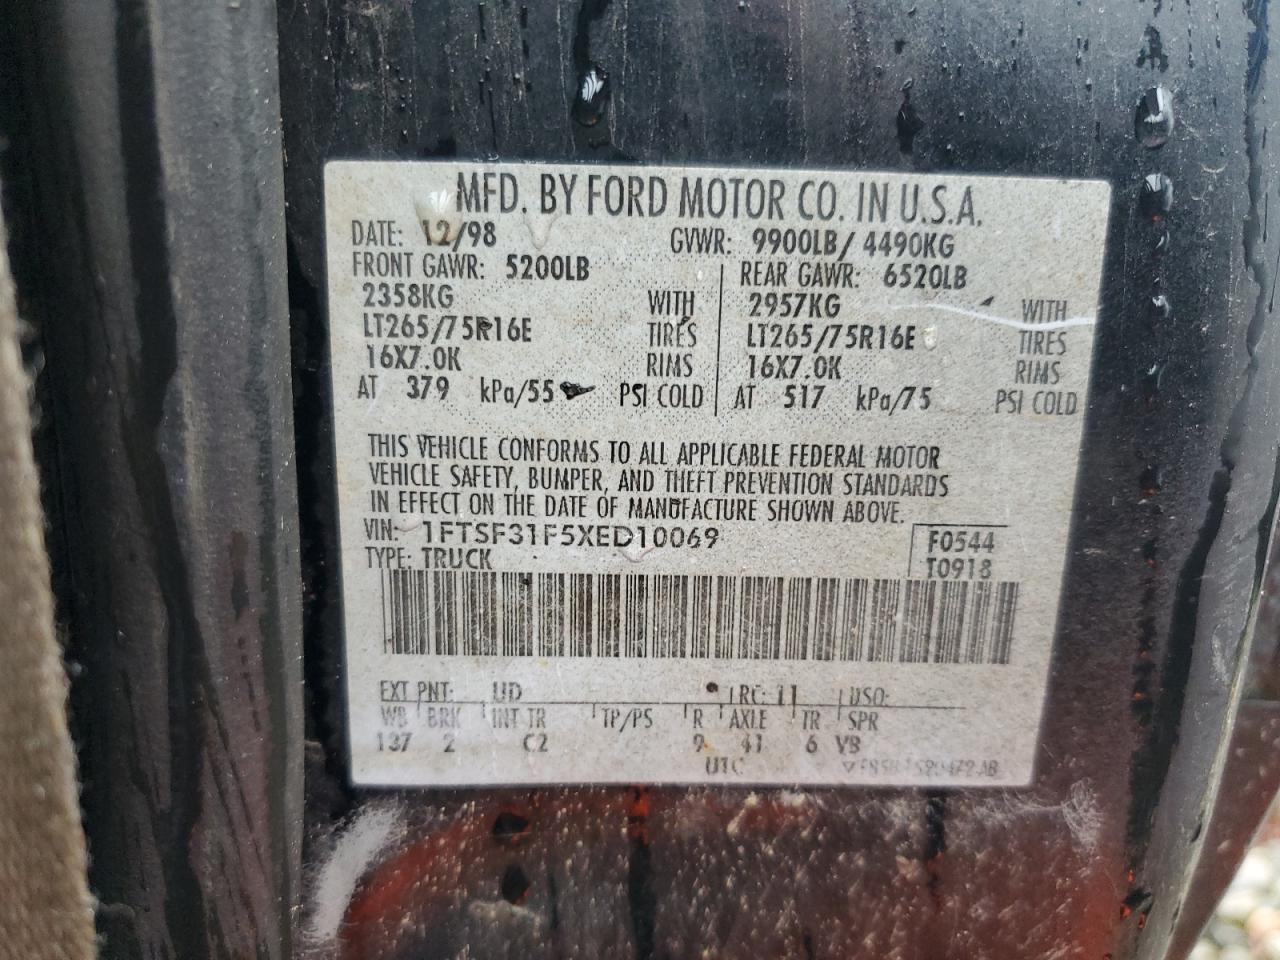 MFD. BY FORD MOTOR CO. IN U.S.A.
DATE: 12/98 GVWR: 9900LB/ 4490KG
FRONT GAWR: 5200LB REAR GAWR: 6520LB
2358KG WITH 2957KG WITH
LT265/75R16E TIRES LT265/75R16E TIRES
16X7.0K RIMS 16X7.0K RIMS
AT 379 kPa/55 PSI COLD AT 517 kPa/75 PSI COLD
THIS VEHICLE CONFORMS TO ALL APPLICABLE FEDERAL MOTOR
VEHICLE SAFETY, BUMPER, AND THEFT PREVENTION STANDARDS
IN EFFECT ON THE DATE OF MANUFACTURE SHOWN ABOVE.
VIN: 1FTSF31F5XED10069 F0544
TYPE: TRUCK T0918
EXT PNT: UD RC: 11 DSO:
WB BRK INT TR TP/PS R AXLE TR SPR
137 2 C2 9 41 6 VB
UTC